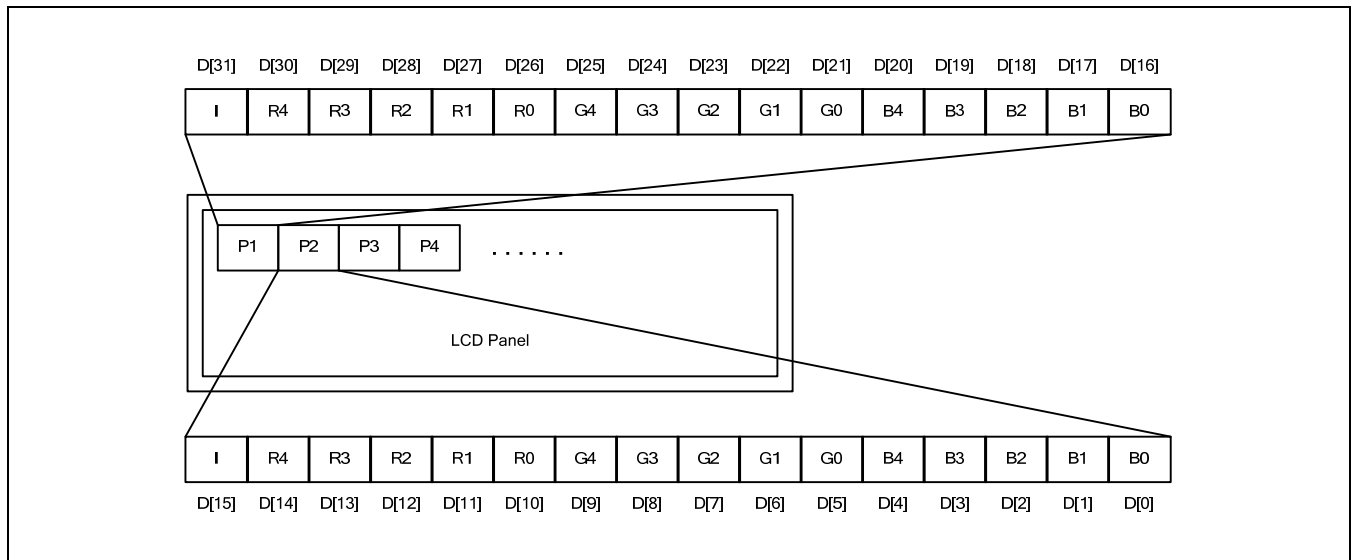 D[31] D[30] D[29] D[28] D[27] D[26] D[25] D[24] D[23] D[22] D[21] D[20] D[19] D[18] D[17] D[16]
I R4 R3 R2 R1 R0 G4 G3 G2 G1 G0 B4 B3 B2 B1 B0
P1 P2 P3 P4 ......
LCD Panel
I R4 R3 R2 R1 R0 G4 G3 G2 G1 G0 B4 B3 B2 B1 B0
D[15] D[14] D[13] D[12] D[11] D[10] D[9] D[8] D[7] D[6] D[5] D[4] D[3] D[2] D[1] D[0]